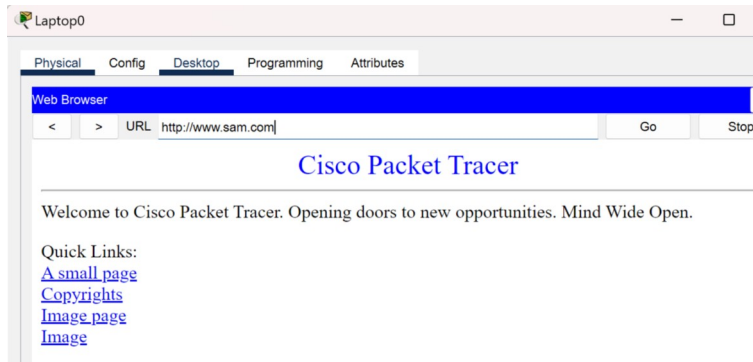 Laptop0
Physical Config Desktop Programming Attributes
Web Browser
< > URL http://www.sam.com Go Stop
Cisco Packet Tracer
Welcome to Cisco Packet Tracer. Opening doors to new opportunities. Mind Wide Open.
Quick Links:
A small page
Copyrights
Image page
Image